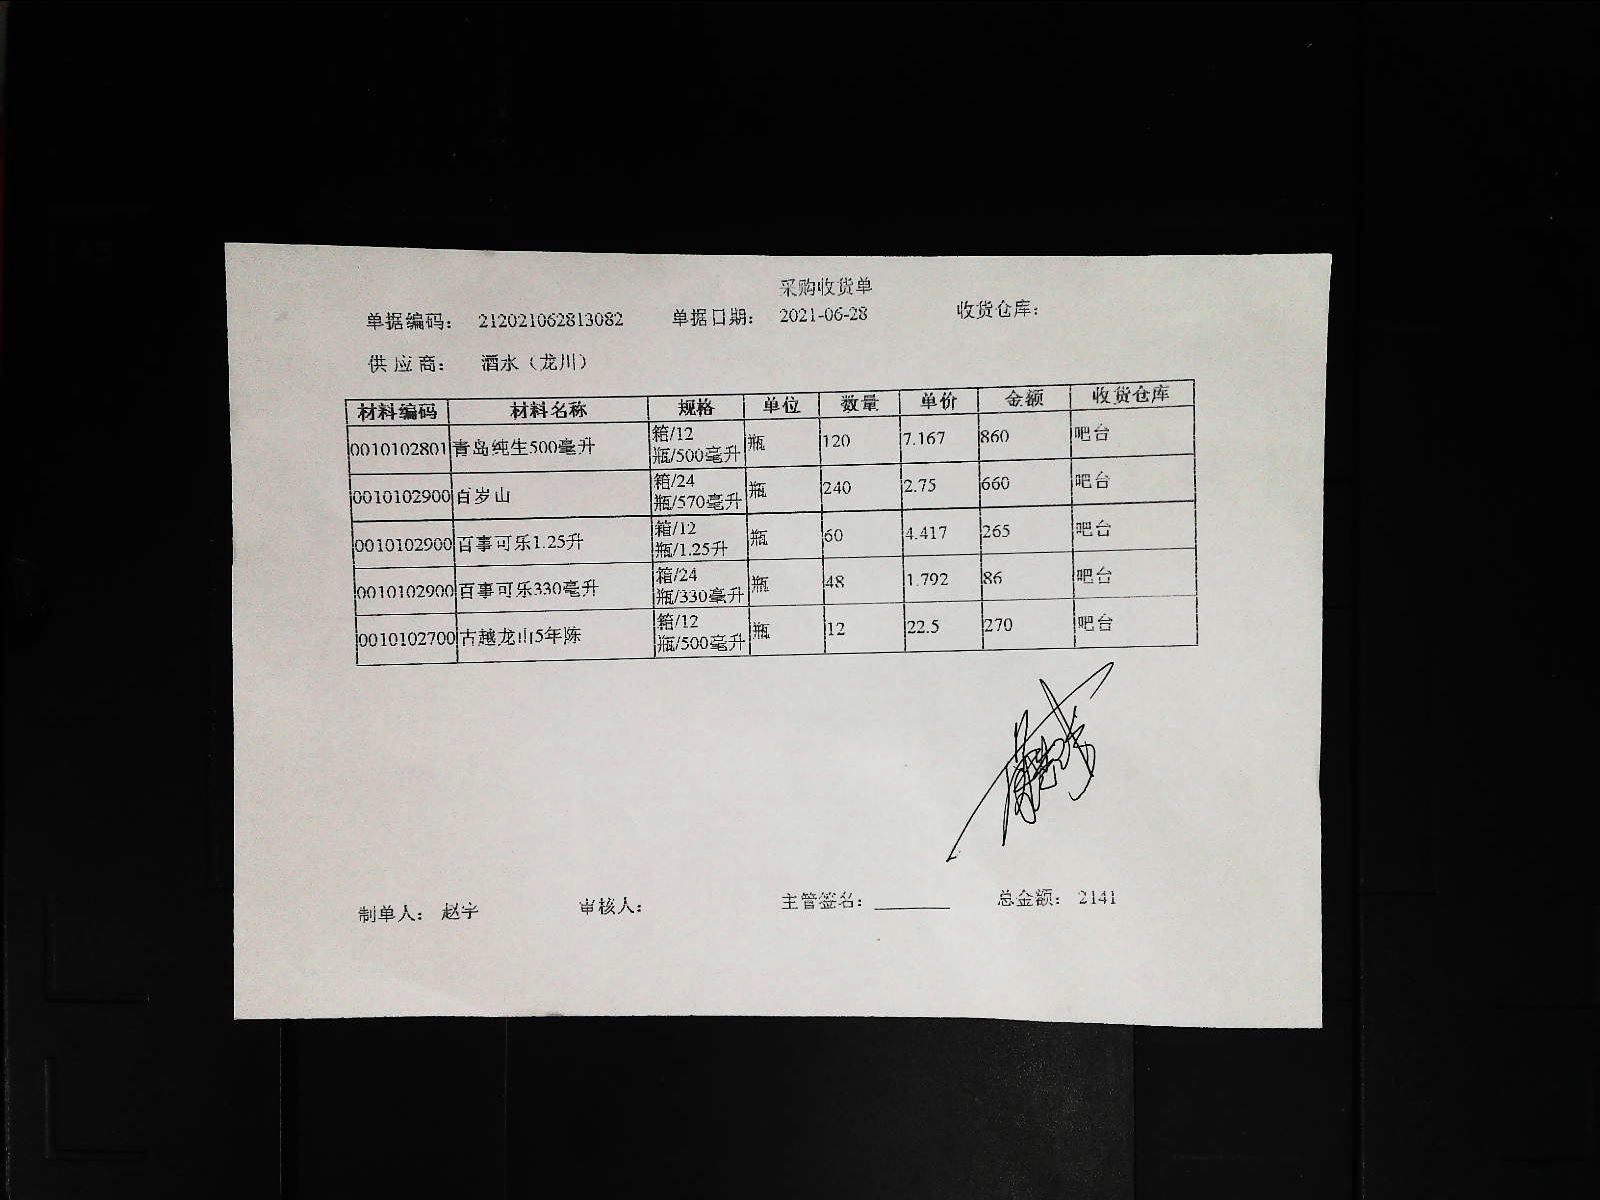 采购收货单
单据编码： 212021062813082 单据日期： 2021-06-28 收货仓库：
供 应 商： 酒水（龙川）
材料编码 材料名称 规格 单位 数量 单价 金额 收货仓库
0010102801 青岛纯生500毫升 箱/12 瓶/500毫升 瓶 120 7.167 860 吧台
0010102900 百岁山 箱/24 瓶/570毫升 瓶 240 2.75 660 吧台
0010102900 百事可乐1.25升 箱/12 瓶/1.25升 瓶 60 4.417 265 吧台
0010102900 百事可乐330毫升 箱/24 瓶/330毫升 瓶 48 1.792 86 吧台
0010102700 古越龙山5年陈 箱/12 瓶/500毫升 瓶 12 22.5 270 吧台
制单人： 赵宇 审核人： 主管签名：________ 总金额： 2141